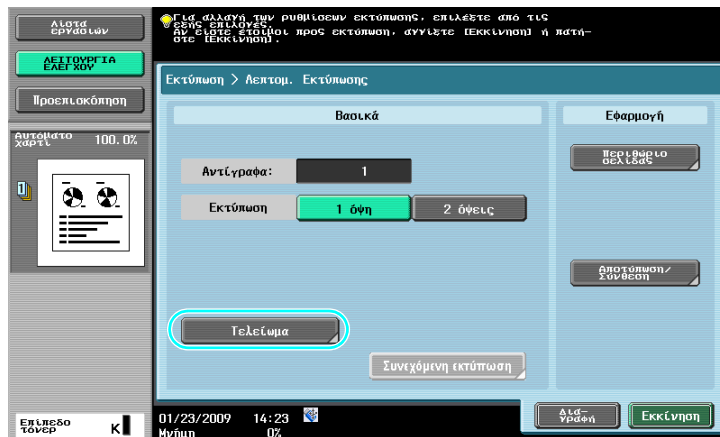 Λίστα
εργασιών
ΛΕΙΤΟΥΡΓΙΑ
ΕΛΕΓΧΟΥ
Προεπισκόπηση
Αυτόματο
χαρτί 100.0%
Επίπεδο
τόνερ K
Για αλλαγή των ρυθμίσεων εκτύπωσης, επιλέξτε από τις
εξής επιλογές.
Αν είστε έτοιμοι προς εκτύπωση, αγγίξτε [Εκκίνηση] ή πατή-
στε [Εκκίνηση].
Εκτύπωση > Λεπτομ. Εκτύπωσης
Βασικά
Αντίγραφα: 1
Εκτύπωση 1 όψη 2 όψεις
Τελείωμα
Συνεχόμενη εκτύπωση
Εφαρμογή
Περιθώριο
σελίδας
Αποτύπωση/
Σύνθεση
01/23/2009 14:23
Μνήμη 0%
Δια-
γραφή
Εκκίνηση